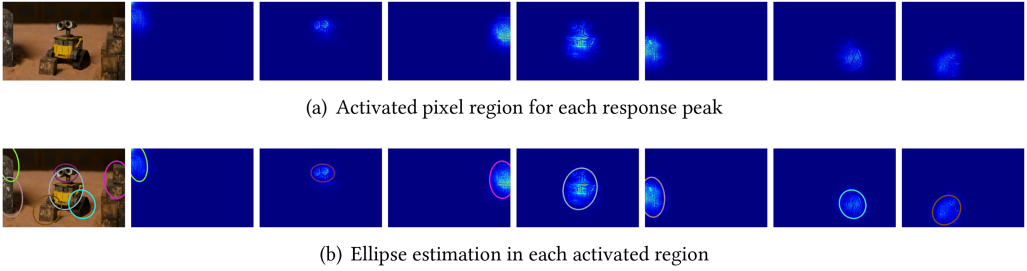 (a) Activated pixel region for each response peak
(b) Ellipse estimation in each activated region